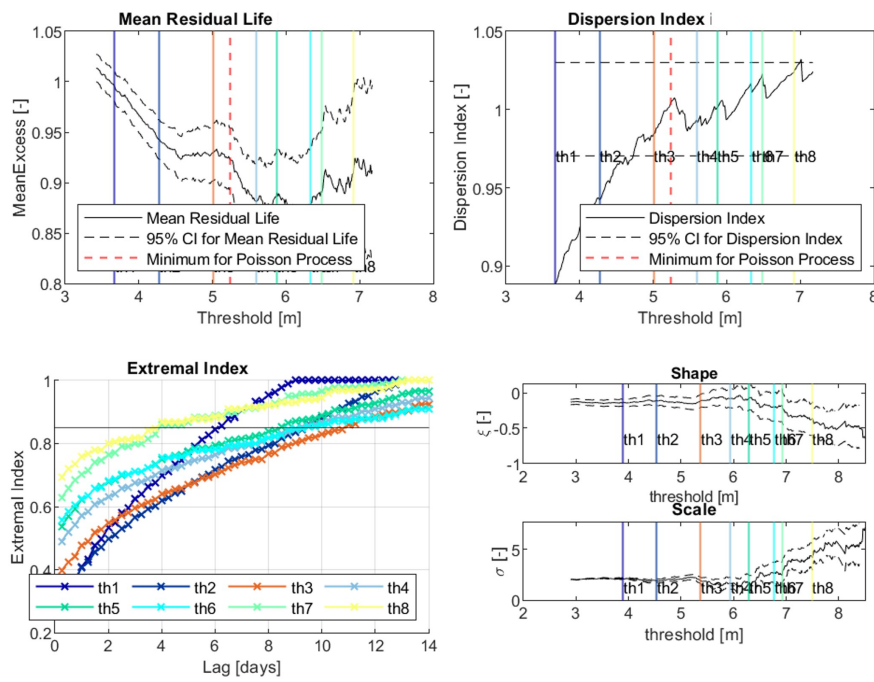 Mean Residual Life
1.05
1
0.95
0.9
0.85
0.8
MeanExcess
Mean Residual Life
95% CI for Mean Residual Life
Minimum for Poisson Process
th8
3 4 5 6 7 8
Threshold [m]
Dispersion Index
1.05
1
0.95
0.9
Dispersion Index [-]
th1 th2 th3 th4 th5 th8
Dispersion Index
95% CI for Dispersion Index
Minimum for Poisson Process
3 4 5 6 7 8
Threshold [m]
Extremal Index
1
0.8
0.6
0.4
0.2
Extremal Index
th1 th2 th3 th4
th5 th6 th7 th8
0 2 4 6 8 10 12 14
Lag [days]
Shape
0
-0.5
-1
ξ [-]
th1 th2 th3 th4 th5 th8
2 3 4 5 6 7 8
threshold [m]
Scale
5
0
σ [-]
th1 th2 th3 th5 th8
2 3 4 5 6 7 8
threshold [m]